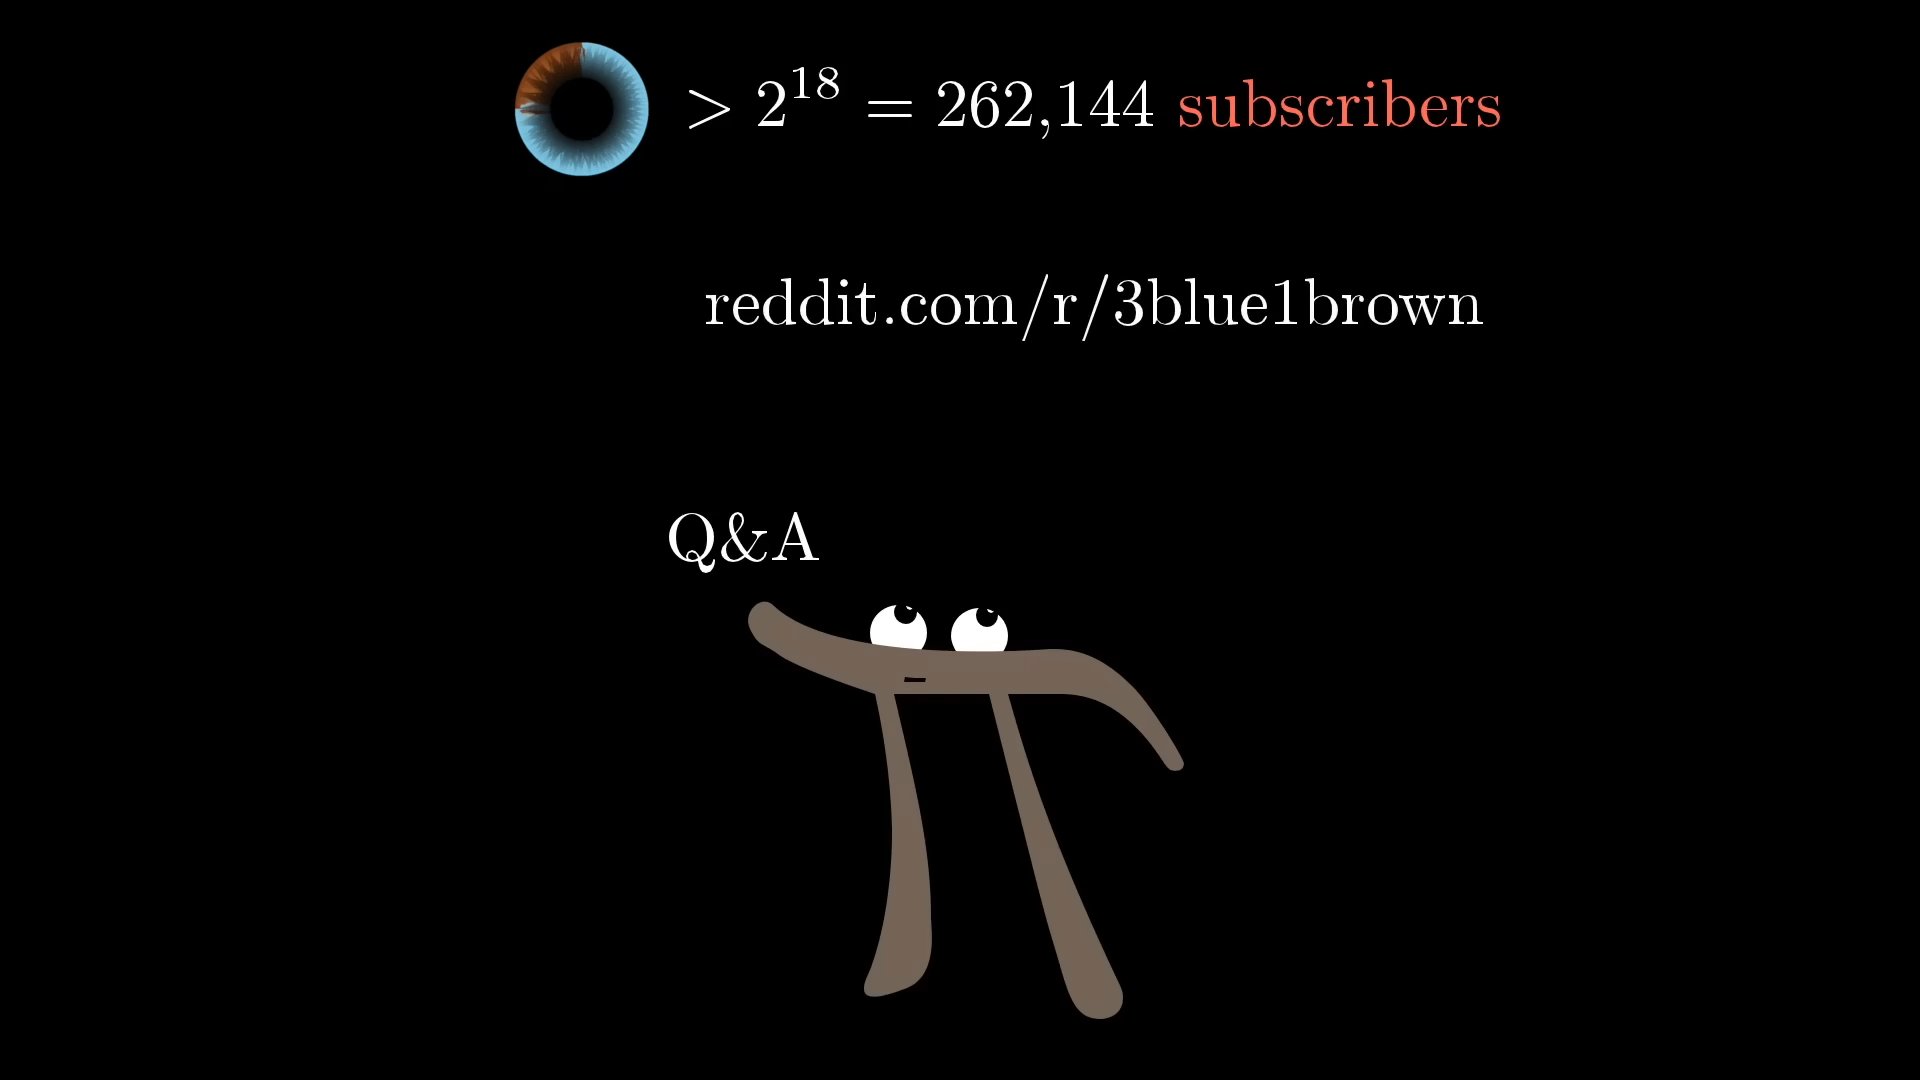 > 2^18 = 262,144 subscribers
reddit.com/r/3blue1brown
Q&A